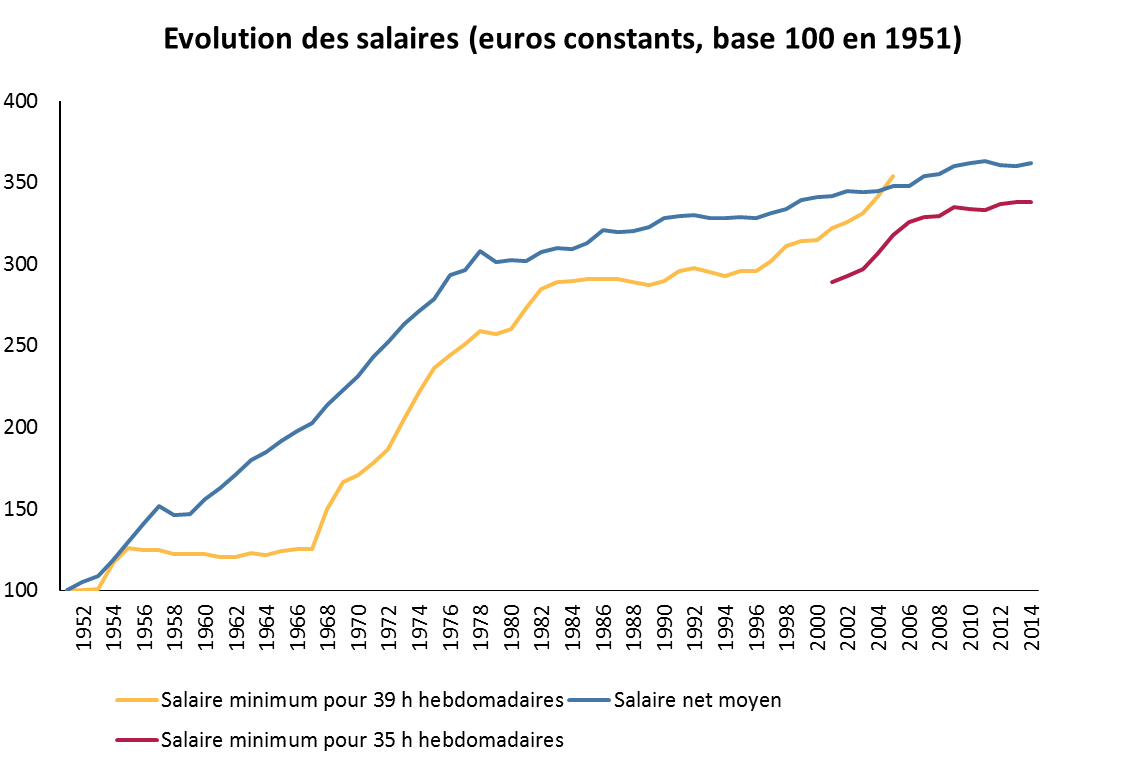 Evolution des salaires (euros constants, base 100 en 1951)
400
350
300
250
200
150
100
1952 1954 1956 1958 1960 1962 1964 1966 1968 1970 1972 1974 1976 1978 1980 1982 1984 1986 1988 1990 1992 1994 1996 1998 2000 2002 2004 2006 2008 2010 2012 2014
Salaire minimum pour 39 h hebdomadaires Salaire net moyen
Salaire minimum pour 35 h hebdomadaires